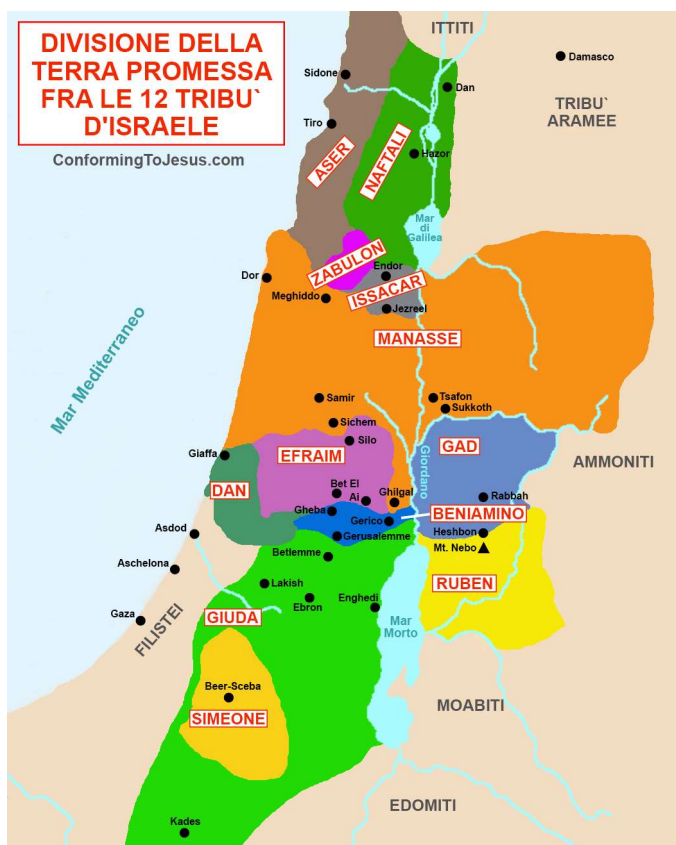 DIVISIONE DELLA
TERRA PROMESSA
FRA LE 12 TRIBU`
D'ISRAELE
ConformingToJesus.com
ITTITI
Damasco
Sidone
Dan
TRIBU`
ARAMEE
Tiro
ASER
NAFTALI
Hazor
Mar
di
Galilea
ZABULON
Endor
Dor
ISSACAR
Meghiddo
Jezreel
Mar Mediterraneo
MANASSE
Samir
Tsafon
Sukkoth
Sichem
Silo
GAD
Giaffa
EFRAIM
Giordano
AMMONITI
DAN
Bet El
Ai
Ghilgal
Rabbah
Gheba
BENIAMINO
Gerico
Asdod
Gerusalemme
Heshbon
Betlemme
Mt. Nebo
Aschelona
Lakish
RUBEN
Ebron
Enghedi
Gaza
GIUDA
Mar
Morto
FILISTEI
Beer-Sceba
SIMEONE
MOABITI
EDOMITI
Kades